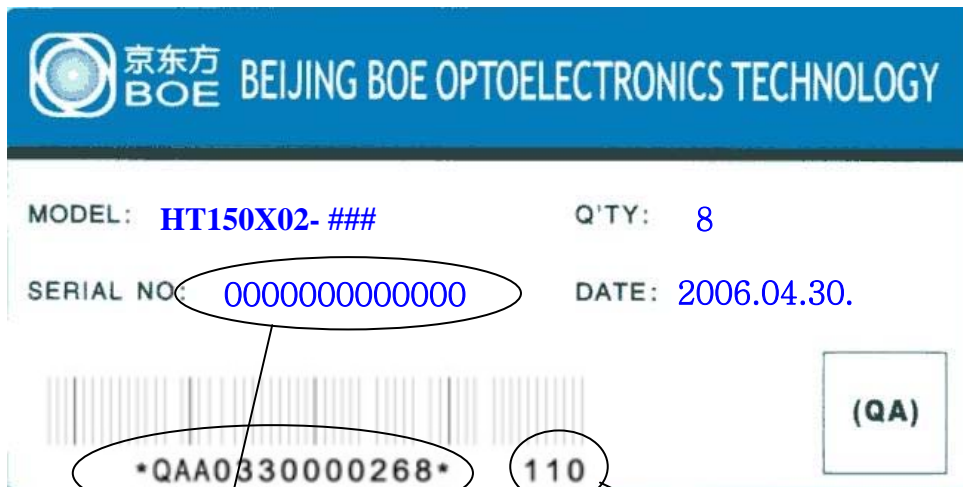 京东方
BOE
BEIJING BOE OPTOELECTRONICS TECHNOLOGY
MODEL: HT150X02- ### Q'TY: 8
SERIAL NO: 0000000000000 DATE: 2006.04.30.
(QA)
*QAA0330000268* 110